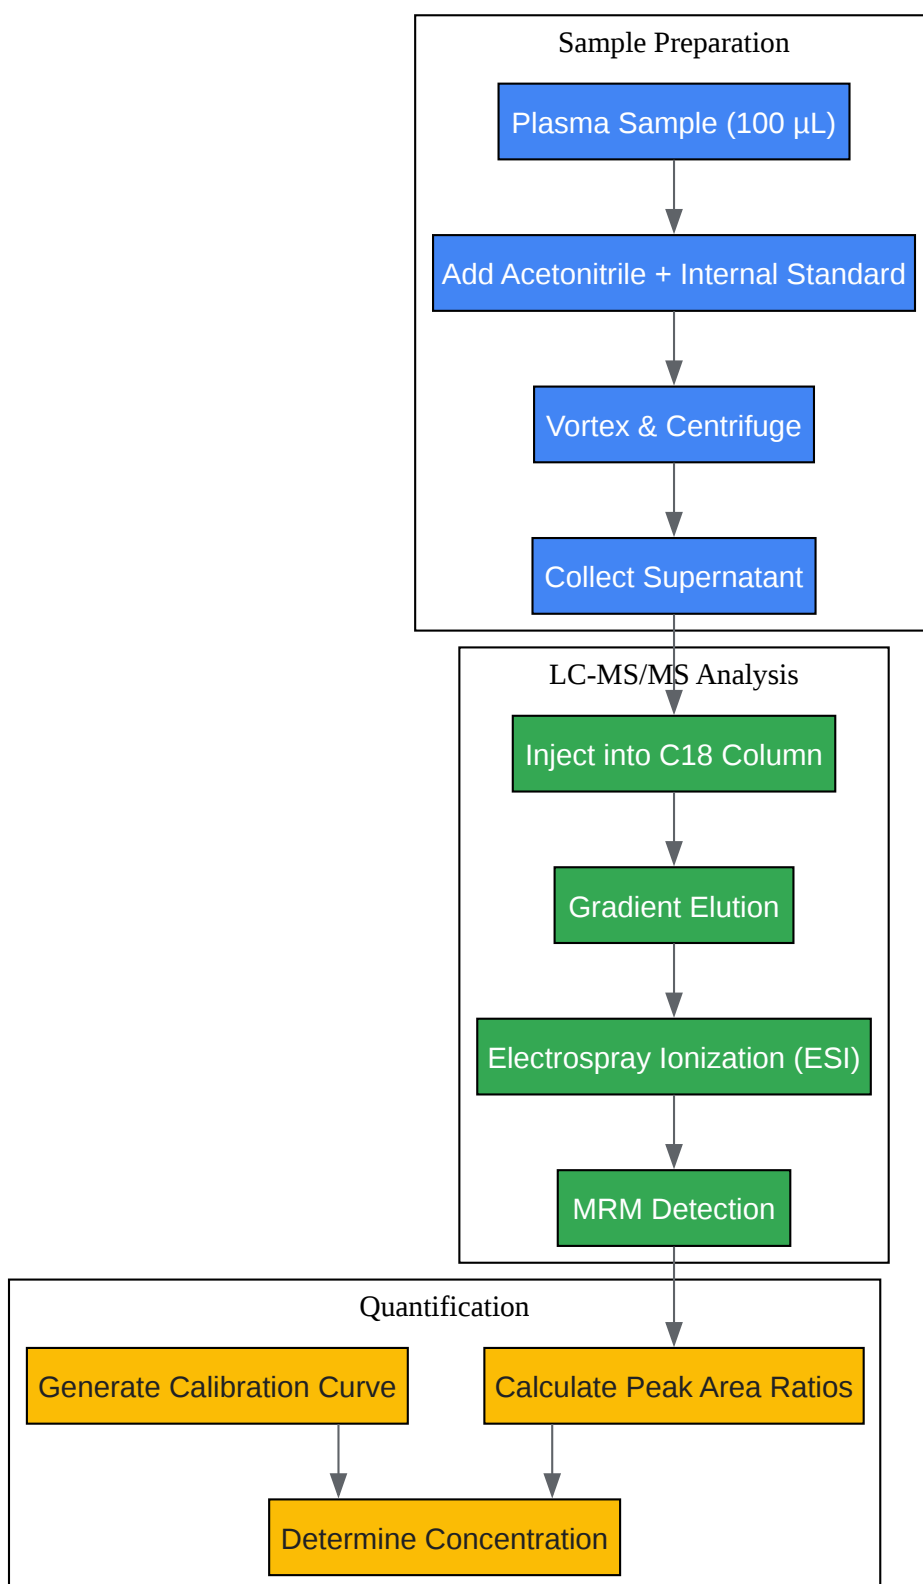 Sample Preparation
Plasma Sample (100 µL)
Add Acetonitrile + Internal Standard
Vortex & Centrifuge
Collect Supernatant
LC-MS/MS Analysis
Inject into C18 Column
Gradient Elution
Electrospray Ionization (ESI)
MRM Detection
Quantification
Generate Calibration Curve
Calculate Peak Area Ratios
Determine Concentration